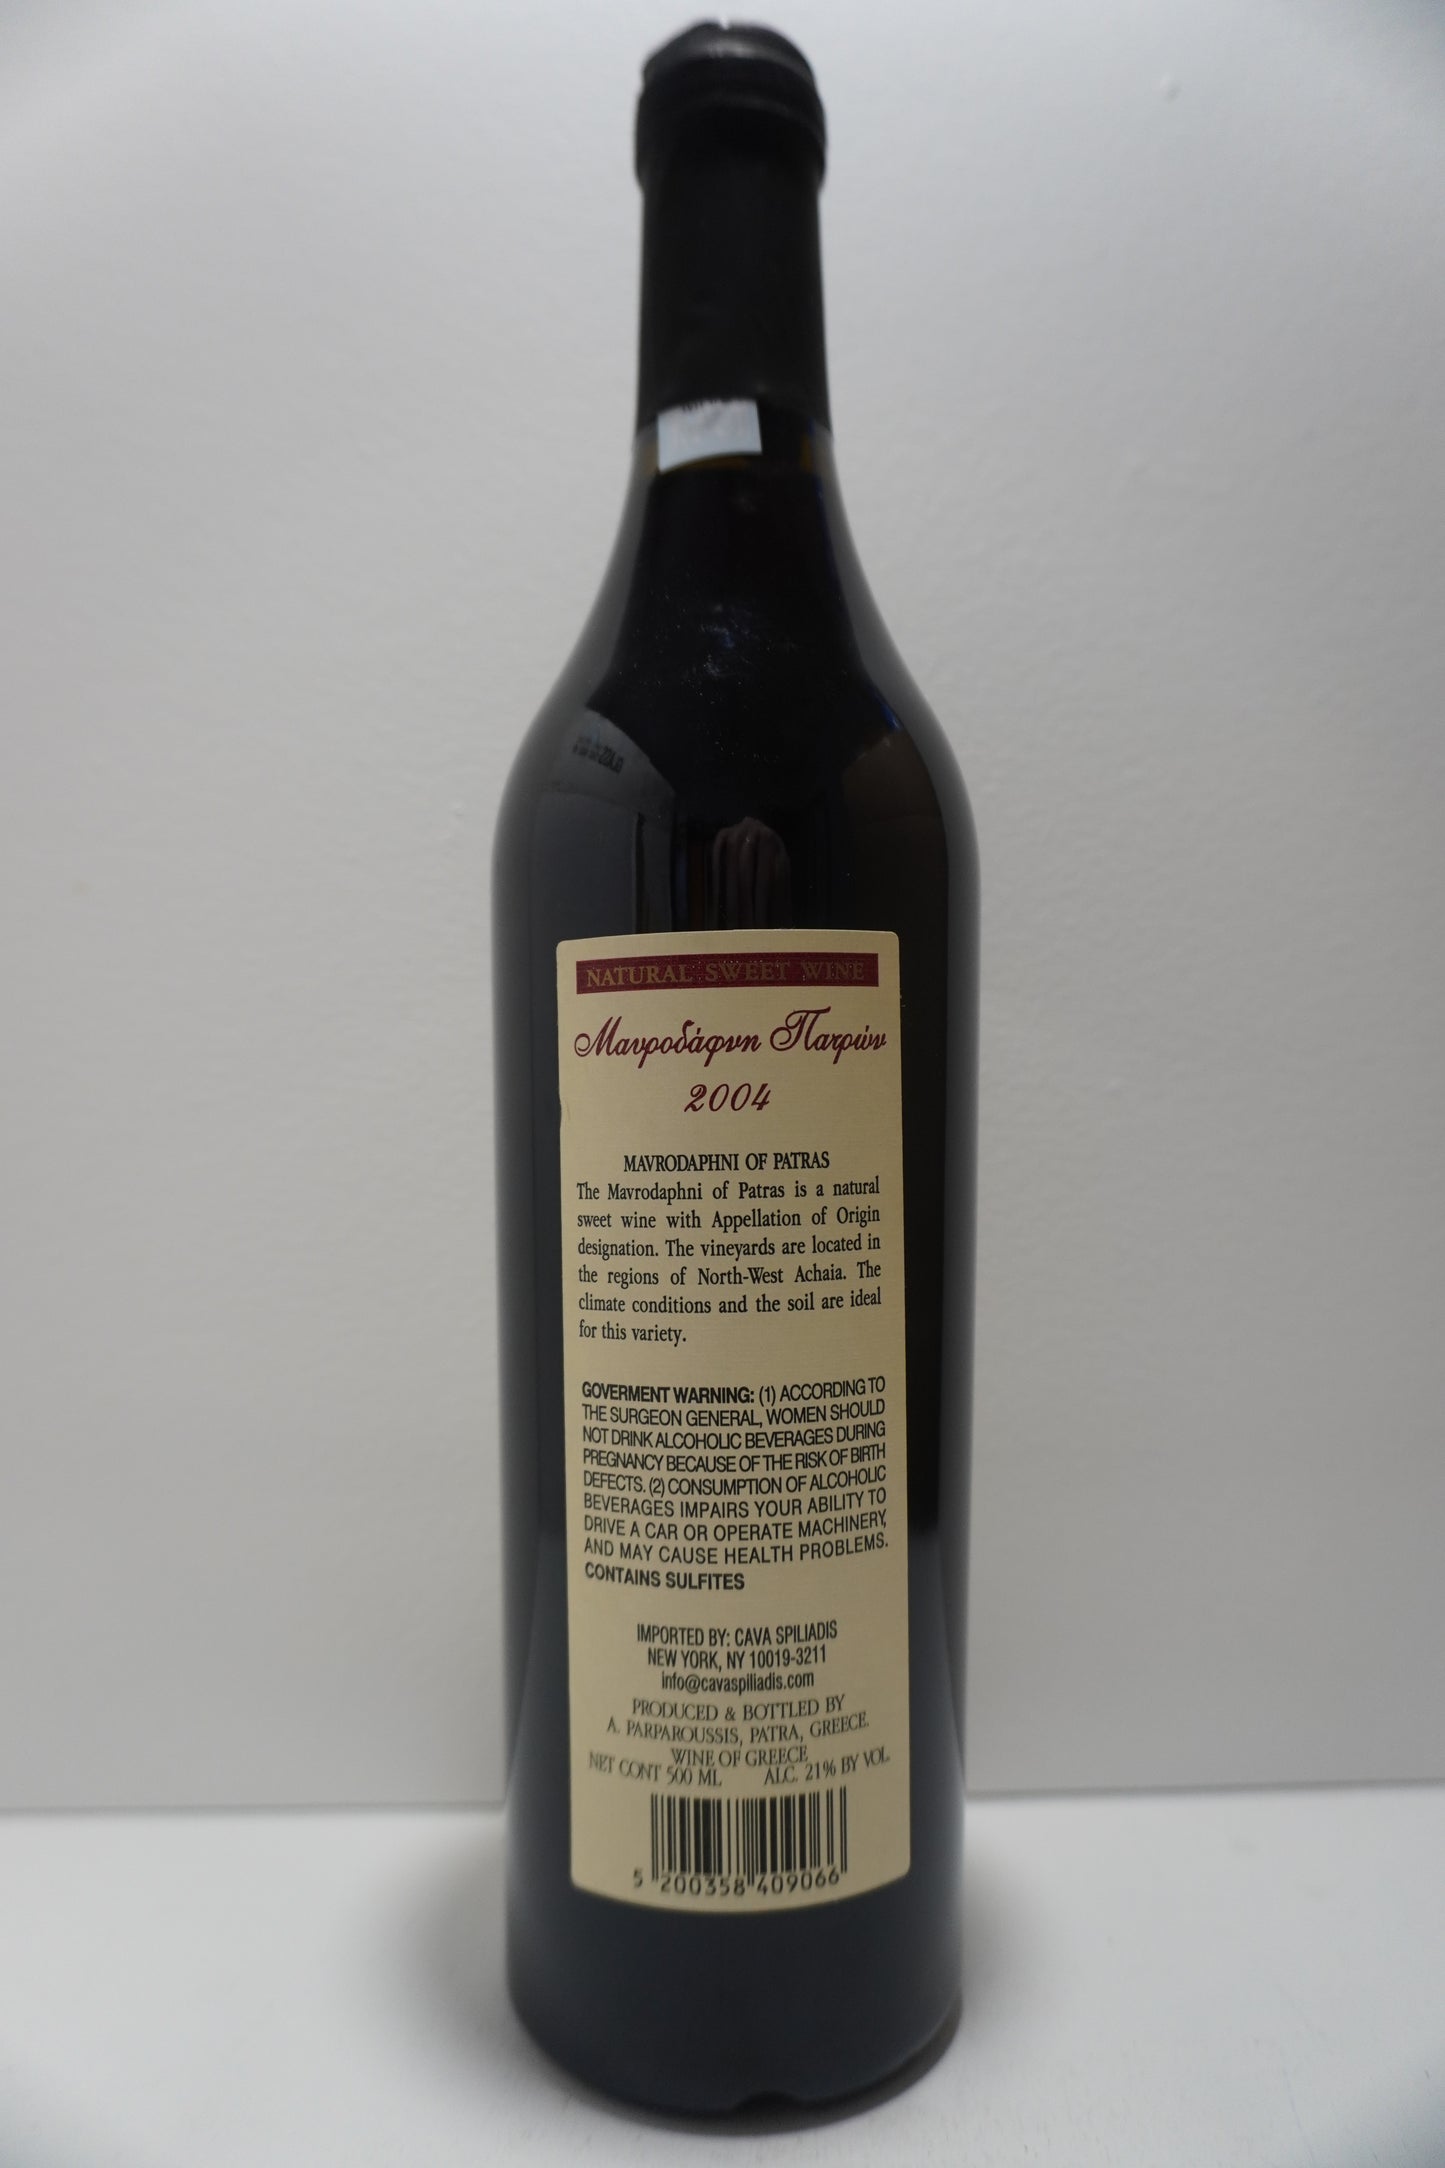 NATURAL SWEET WINE
Μαυροδάφνη Πατρών
2004
MAVRODAPHNI OF PATRAS
The Mavrodaphni of Patras is a natural
sweet wine with Appellation of Origin
designation. The vineyards are located in
the regions of North-West Achaia. The
climate conditions and the soil are ideal
for this variety.
GOVERMENT WARNING: (1) ACCORDING TO
THE SURGEON GENERAL, WOMEN SHOULD
NOT DRINK ALCOHOLIC BEVERAGES DURING
PREGNANCY BECAUSE OF THE RISK OF BIRTH
DEFECTS. (2) CONSUMPTION OF ALCOHOLIC
BEVERAGES IMPAIRS YOUR ABILITY TO
DRIVE A CAR OR OPERATE MACHINERY,
AND MAY CAUSE HEALTH PROBLEMS.
CONTAINS SULFITES
IMPORTED BY: CAVA SPILIADIS
NEW YORK, NY 10019-3211
info@cavaspiliadis.com
PRODUCED & BOTTLED BY
A. PARPAROUSSIS, PATRA, GREECE.
WINE OF GREECE
NET CONT 500 ML ALC. 21% BY VOL.
5 200358 409066